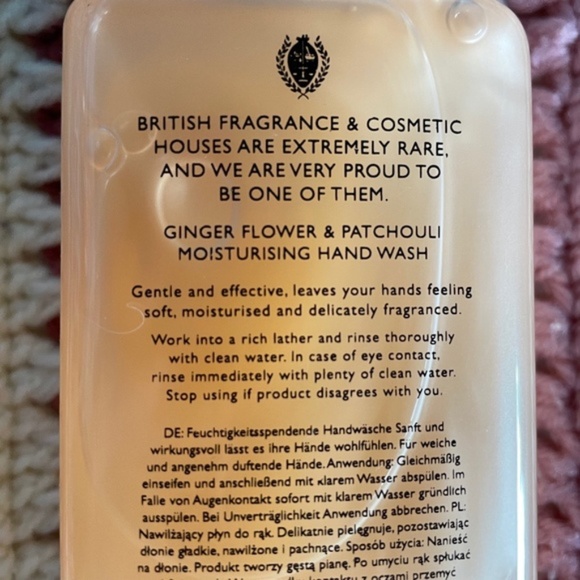 BRITISH FRAGRANCE & COSMETIC
HOUSES ARE EXTREMELY RARE,
AND WE ARE VERY PROUD TO
BE ONE OF THEM.
GINGER FLOWER & PATCHOULI
MOISTURISING HAND WASH
Gentle and effective, leaves your hands feeling
soft, moisturised and delicately fragranced.
Work into a rich lather and rinse thoroughly
with clean water. In case of eye contact,
rinse immediately with plenty of clean water.
Stop using if product disagrees with you.
DE: Feuchtigkeitsspendende Handwäsche Sanft und
wirkungsvoll lässt es ihre Hände wohlfühlen. Für weiche
und angenehm duftende Hände. Anwendung: Gleichmäßig
einseifen und anschließend mit klarem Wasser abspülen. Im
Falle von Augenkontakt sofort mit klarem Wasser gründlich
ausspülen. Bei Unverträglichkeit Anwendung abbrechen. PL:
Nawilżający płyn do rąk. Delikatnie pielęgnuje, pozostawiając
dłonie gładkie, nawilżone i pachnące. Sposób użycia: Nanieść
na dłonie. Produkt tworzy gęstą pianę. Po umyciu rąk spłukać
kontaktu z oczami przemyć